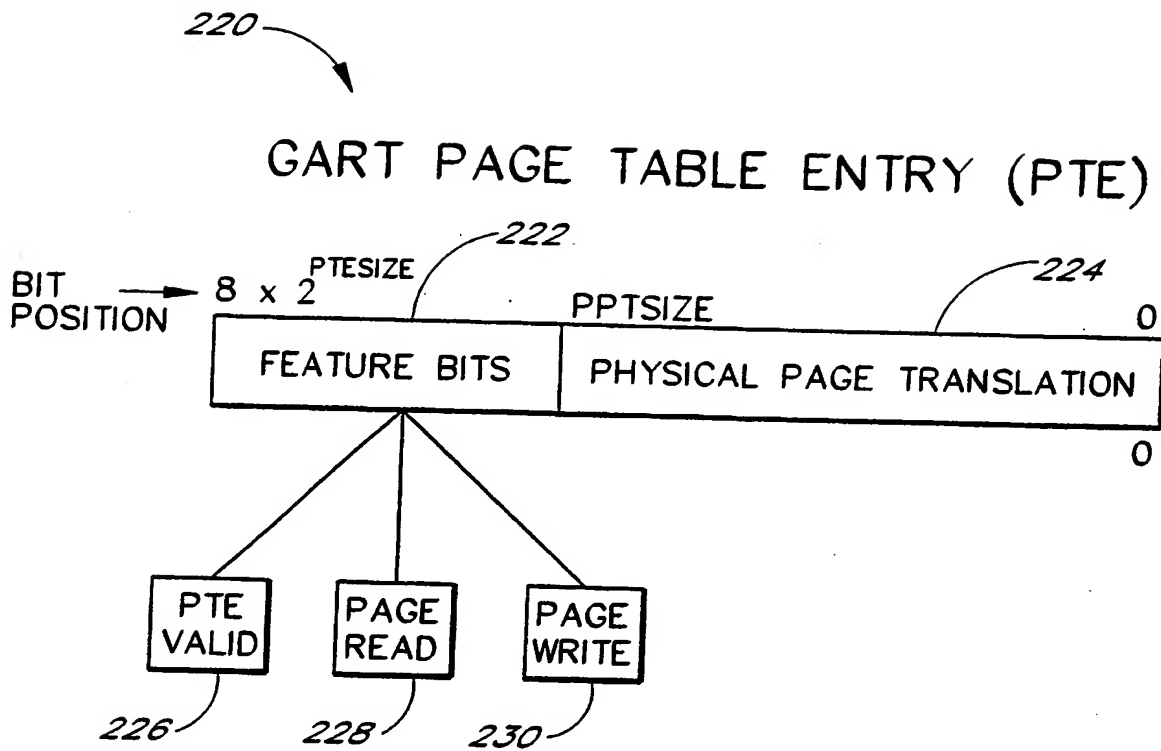 220
GART PAGE TABLE ENTRY (PTE)
222
224
BIT POSITION
8 x 2^PTESIZE
PPTSIZE
0
FEATURE BITS
PHYSICAL PAGE TRANSLATION
0
PTE
VALID
PAGE
READ
PAGE
WRITE
226
228
230